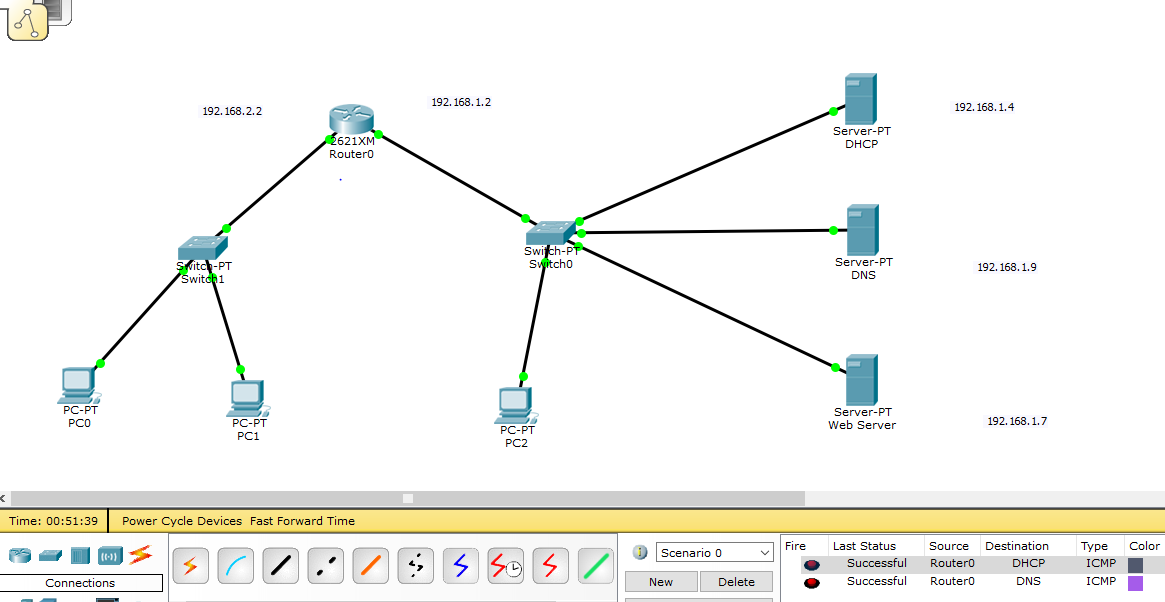 192.168.2.2
192.168.1.2
2621XM
Router0
Server-PT
DHCP
192.168.1.4
Switch-PT
Switch1
Switch-PT
Switch0
Server-PT
DNS
192.168.1.9
PC-PT
PC0
PC-PT
PC1
PC-PT
PC2
Server-PT
Web Server
192.168.1.7
Time: 00:51:39
Power Cycle Devices Fast Forward Time
Connections
Scenario 0
New
Delete
Fire Last Status Source Destination Type Color
Successful Router0 DHCP ICMP
Successful Router0 DNS ICMP